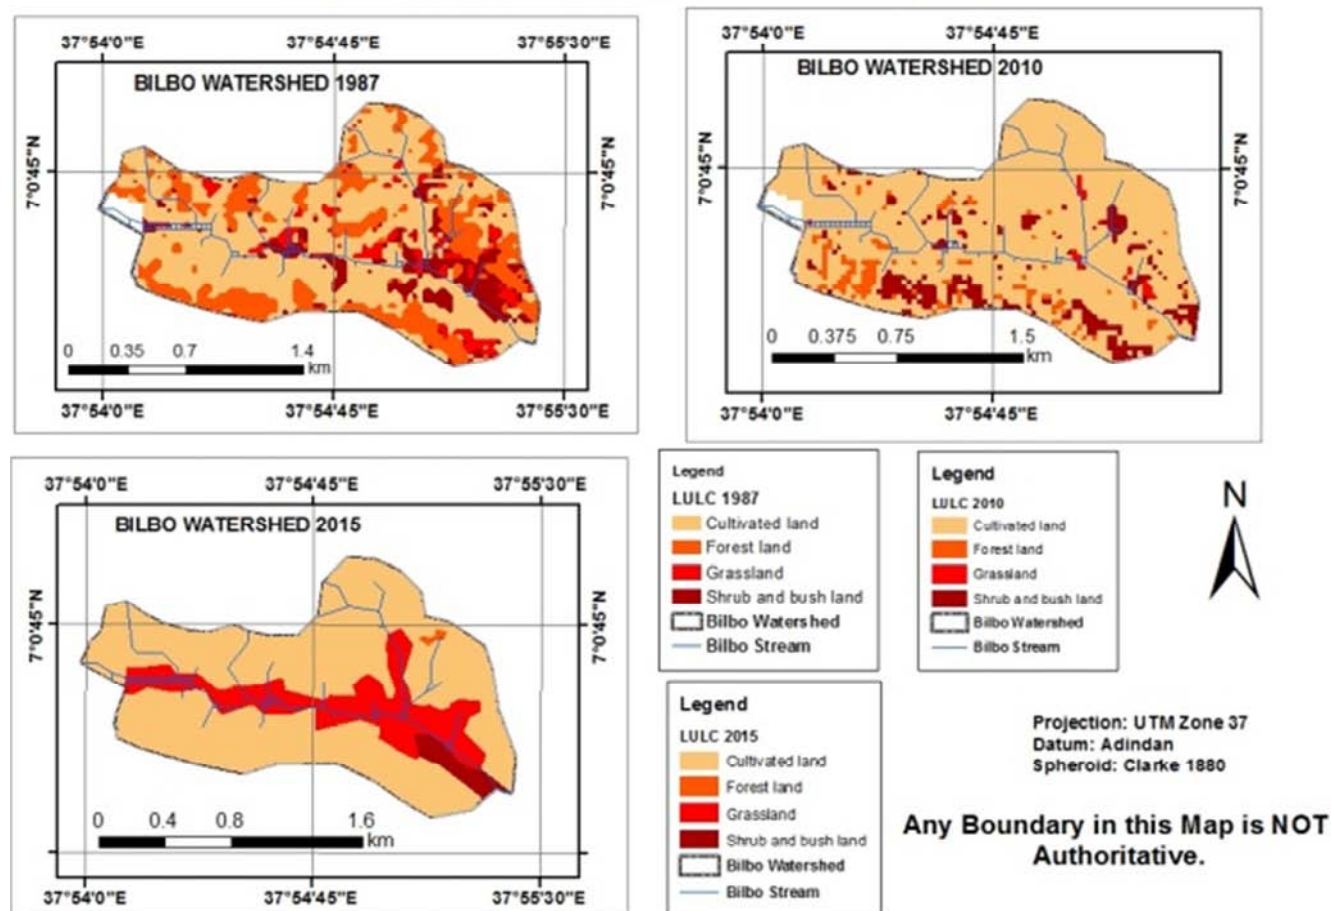 37°54'0"E 37°54'45"E 37°55'30"E
BILBO WATERSHED 1987
7°0'45"N 7°0'45"N
0 0.35 0.7 1.4
km
37°54'0"E 37°54'45"E 37°55'30"E
37°54'0"E 37°54'45"E
BILBO WATERSHED 2010
7°0'45"N 7°0'45"N
0 0.375 0.75 1.5
km
37°54'0"E 37°54'45"E
37°54'0"E 37°54'45"E 37°55'30"E
BILBO WATERSHED 2015
7°0'45"N 7°0'45"N
0 0.4 0.8 1.6
km
37°54'0"E 37°54'45"E 37°55'30"E
Legend
LULC 1987
Cultivated land
Forest land
Grassland
Shrub and bush land
Bilbo Watershed
Bilbo Stream
Legend
LULC 2010
Cultivated land
Forest land
Grassland
Shrub and bush land
Bilbo Watershed
Bilbo Stream
N
Legend
LULC 2015
Cultivated land
Forest land
Grassland
Shrub and bush land
Bilbo Watershed
Bilbo Stream
Projection: UTM Zone 37
Datum: Adindan
Spheroid: Clarke 1880
Any Boundary in this Map is NOT
Authoritative.